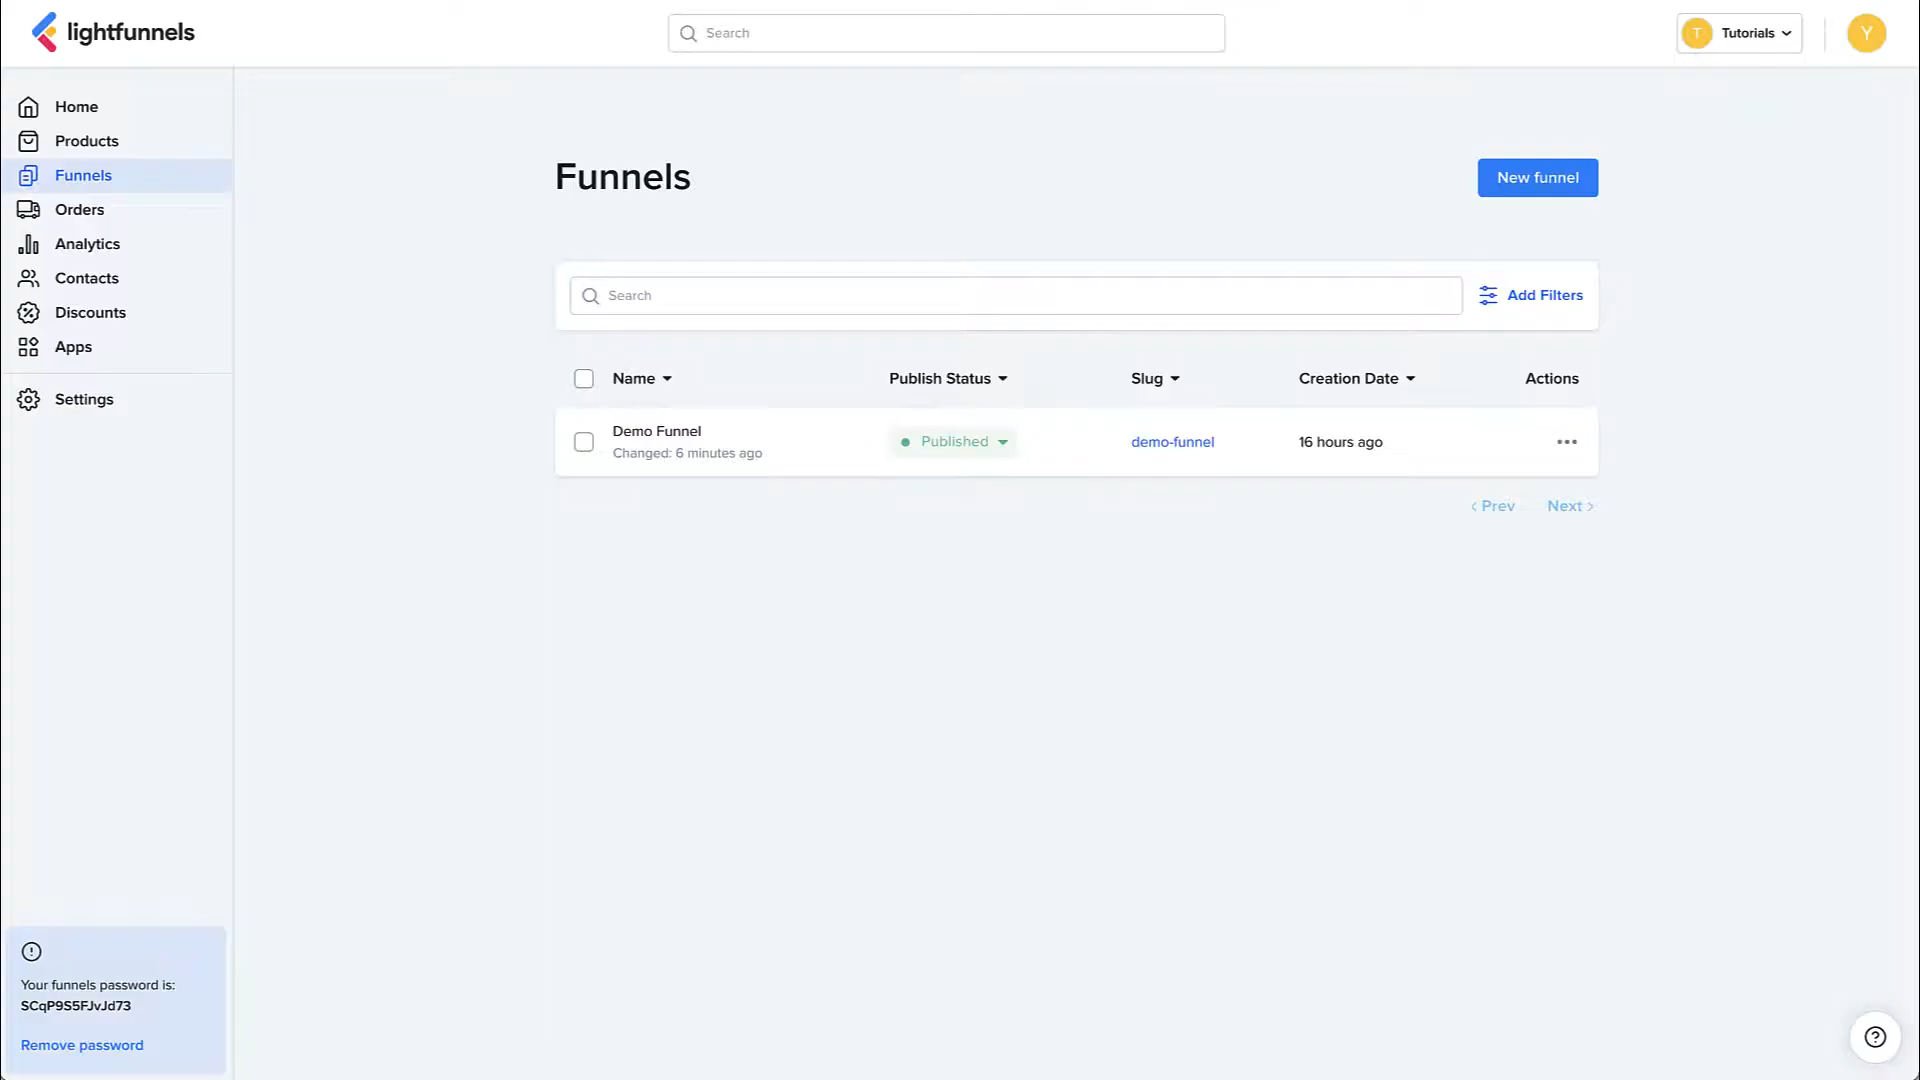 lightfunnels
Search
T Tutorials
Y
Home
Products
Funnels
Orders
Analytics
Contacts
Discounts
Apps
Settings
Funnels
New funnel
Search
Add Filters
Name Publish Status Slug Creation Date Actions
Demo Funnel
Changed: 6 minutes ago
Published
demo-funnel
16 hours ago
Prev Next
Your funnels password is:
SCqP9S5FJvJd73
Remove password